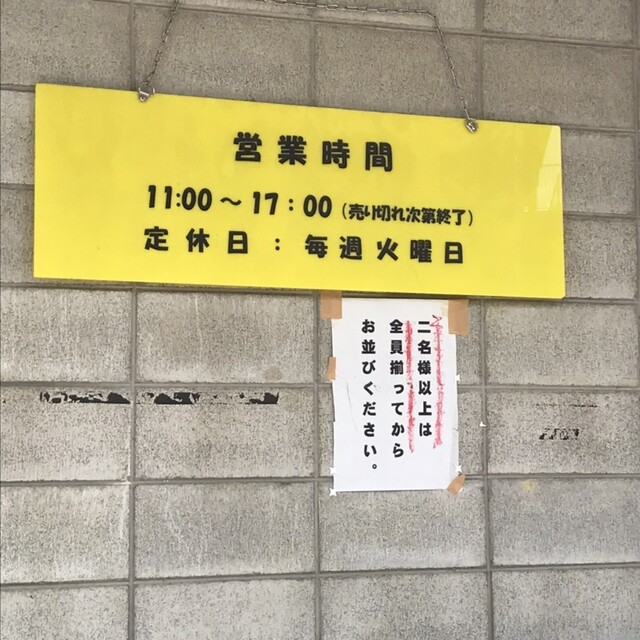 営業時間
11:00～17:00（売り切れ次第終了）
定休日：毎週火曜日
二名様以上は
全員揃ってから
お並びください。